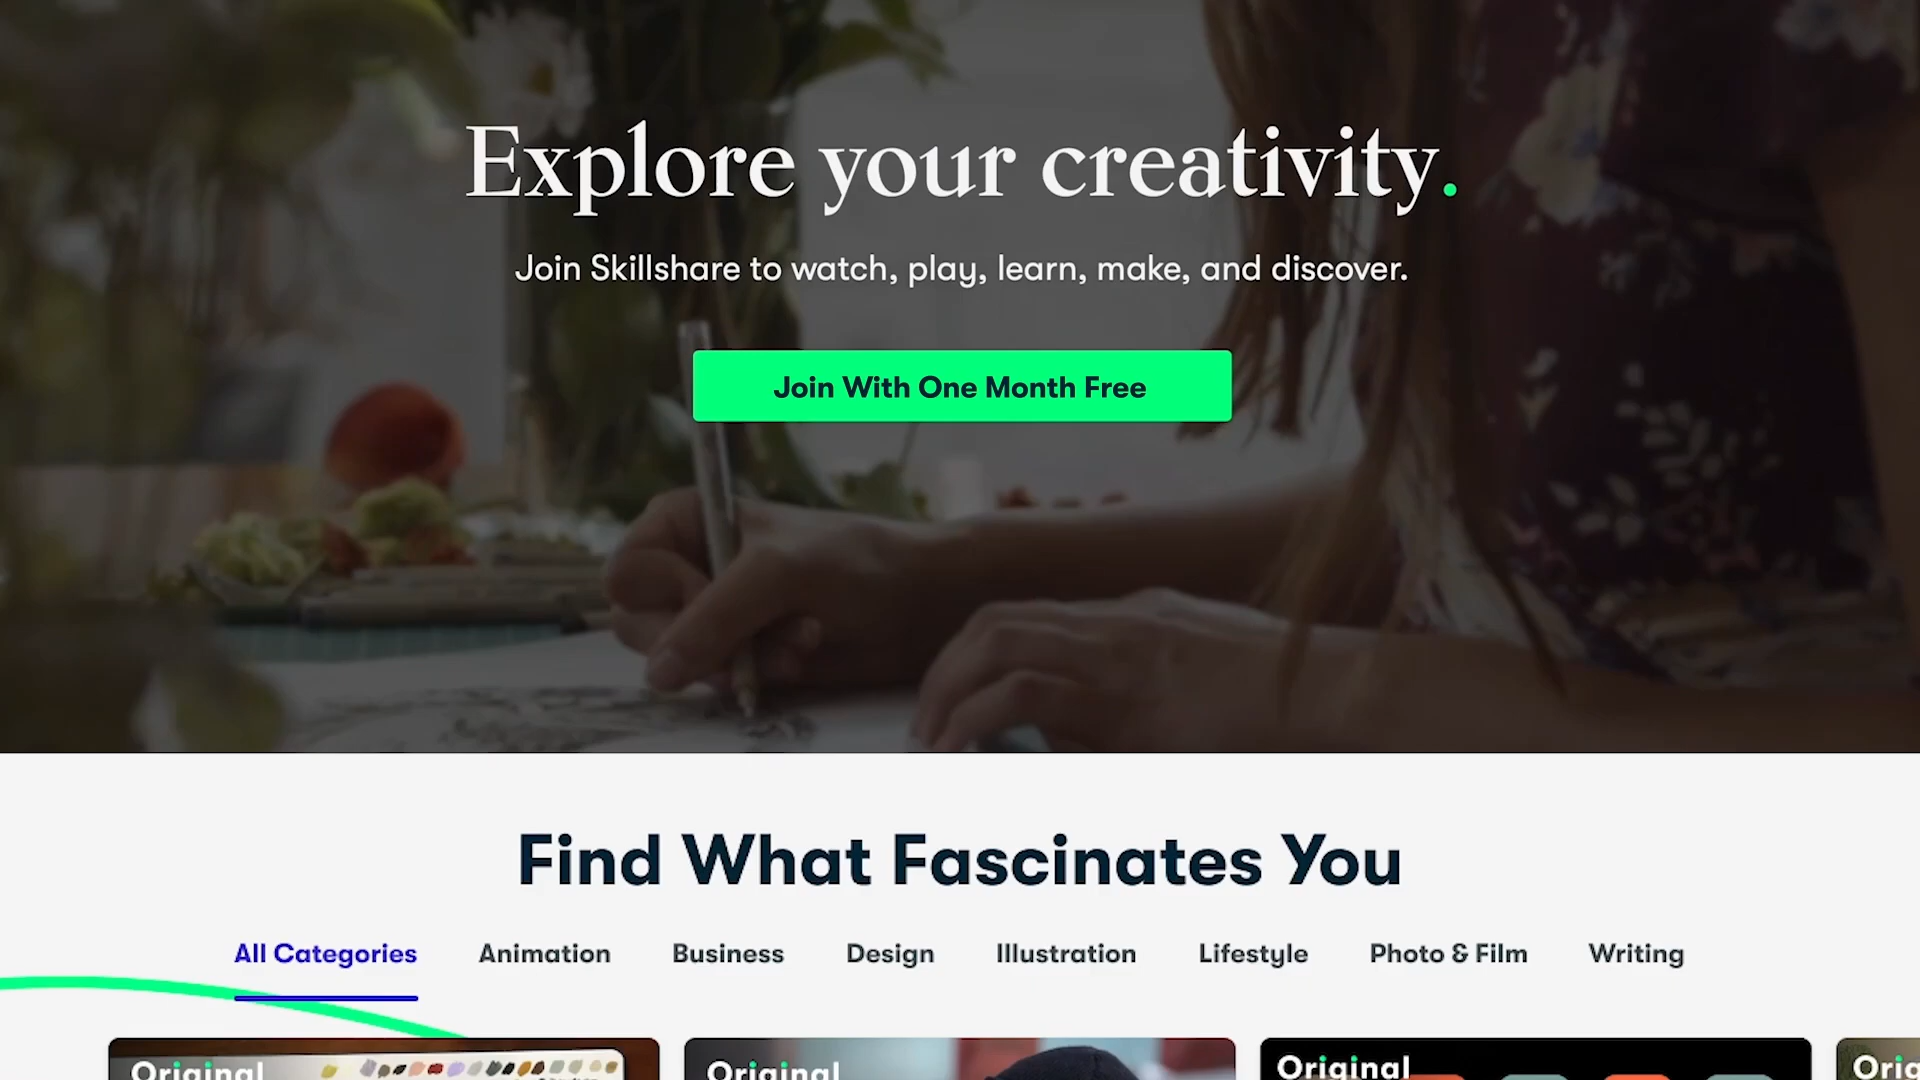 Explore your creativity.
Join Skillshare to watch, play, learn, make, and discover.
Join With One Month Free
Find What Fascinates You
All Categories Animation Business Design Illustration Lifestyle Photo & Film Writing
Original Original Original